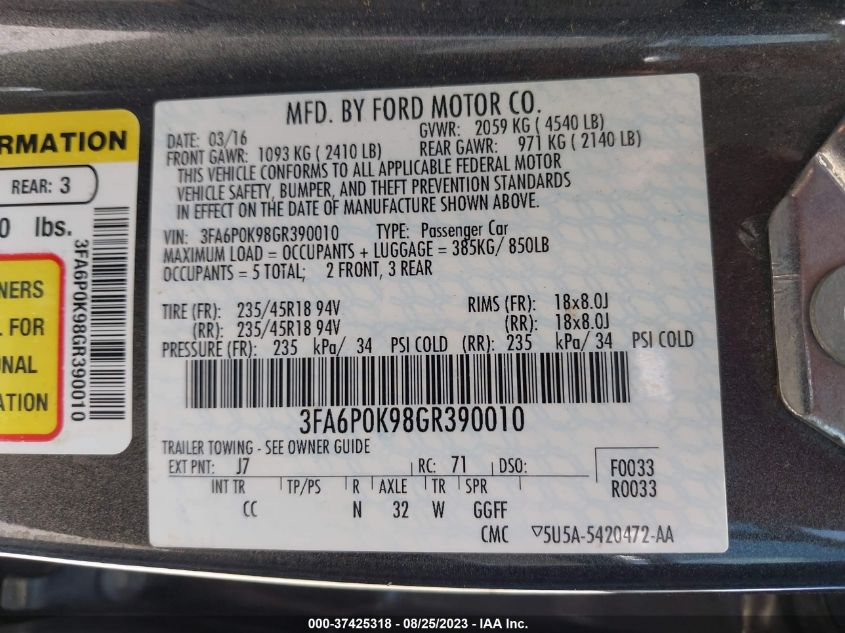 RMATION
REAR: 3
0 lbs.
3FA6P0K98GR390010
NERS
FOR
ONAL
ATION
MFD. BY FORD MOTOR CO.
DATE: 03/16 GVWR: 2059 KG ( 4540 LB)
FRONT GAWR: 1093 KG ( 2410 LB) REAR GAWR: 971 KG ( 2140 LB)
THIS VEHICLE CONFORMS TO ALL APPLICABLE FEDERAL MOTOR
VEHICLE SAFETY, BUMPER, AND THEFT PREVENTION STANDARDS
IN EFFECT ON THE DATE OF MANUFACTURE SHOWN ABOVE.
VIN: 3FA6P0K98GR390010 TYPE: Passenger Car
MAXIMUM LOAD = OCCUPANTS + LUGGAGE = 385KG/ 850LB
OCCUPANTS = 5 TOTAL; 2 FRONT, 3 REAR
TIRE (FR): 235/45R18 94V RIMS (FR): 18x8.0J
(RR): 235/45R18 94V (RR): 18x8.0J
PRESSURE (FR): 235 kPa/ 34 PSI COLD (RR): 235 kPa/ 34 PSI COLD
3FA6P0K98GR390010
TRAILER TOWING - SEE OWNER GUIDE
EXT PNT: J7 RC: 71 DSO: F0033
R0033
INT TR TP/PS R AXLE TR SPR
CC N 32 W GGFF
CMC ▽5U5A-5420472-AA
000-37425318 - 08/25/2023 - IAA Inc.